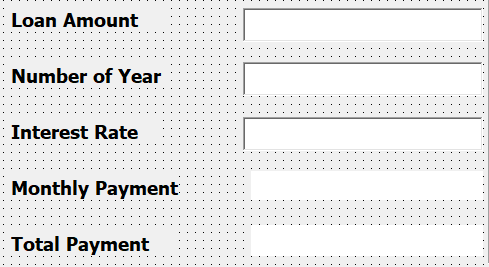 Loan Amount
Number of Year
Interest Rate
Monthly Payment
Total Payment